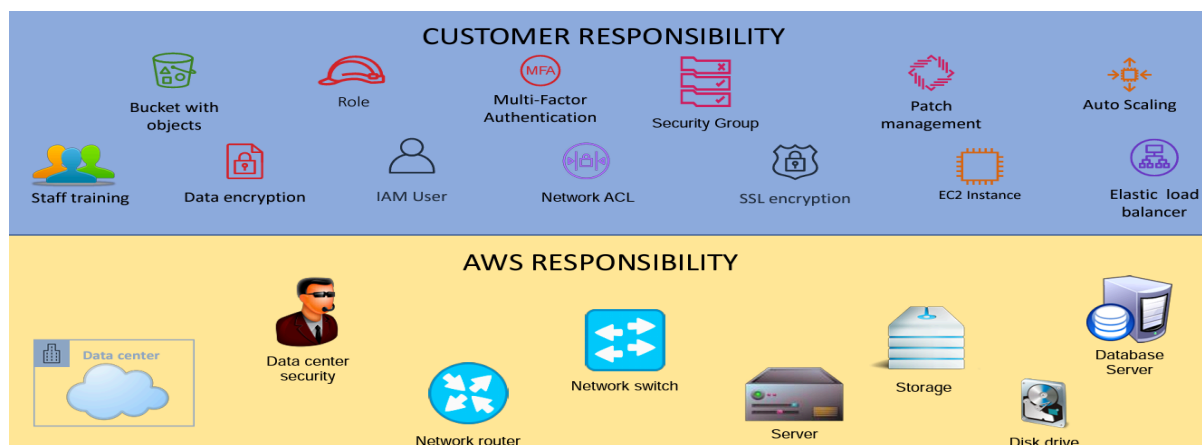 CUSTOMER RESPONSIBILITY
MFA
Bucket with
objects
Role
Multi-Factor
Authentication
Security Group
Patch
management
Auto Scaling
Staff training
Data encryption
IAM User
Network ACL
SSL encryption
EC2 Instance
Elastic load
balancer
AWS RESPONSIBILITY
Data center
Data center
security
Network router
Network switch
Server
Storage
Disk drive
Database
Server